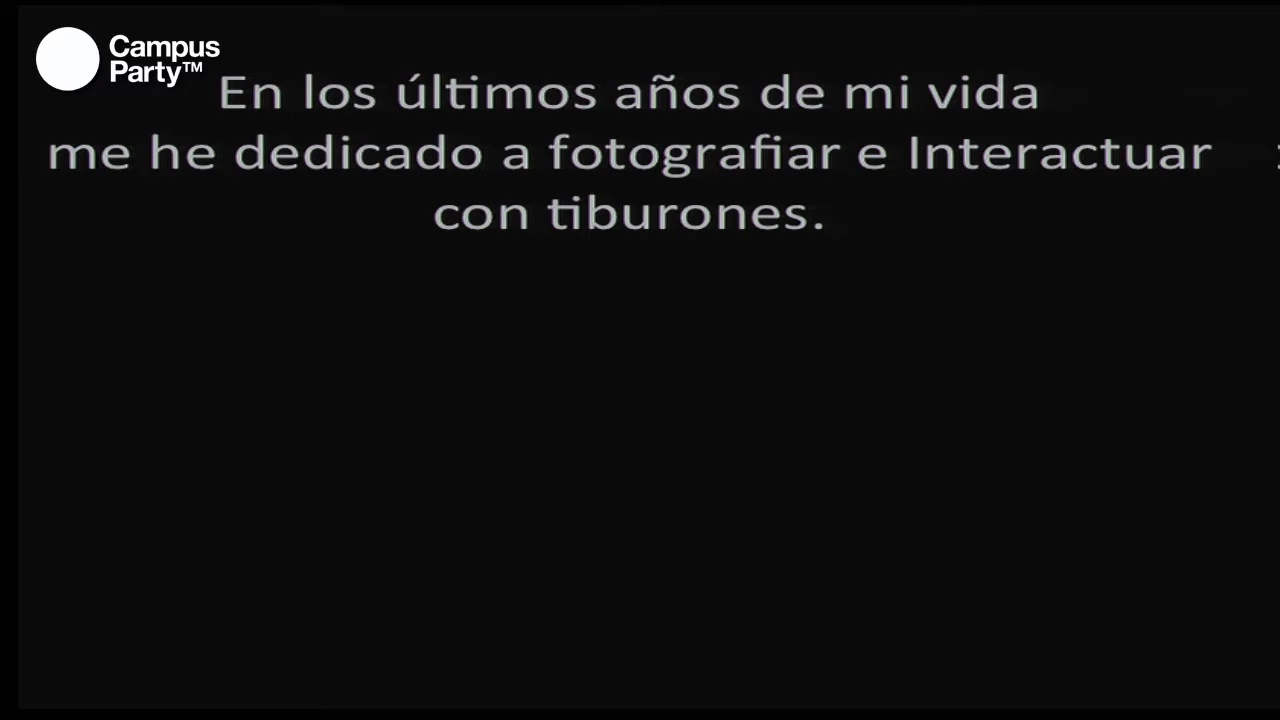 Campus
Party™
En los últimos años de mi vida
me he dedicado a fotografiar e Interactuar
con tiburones.